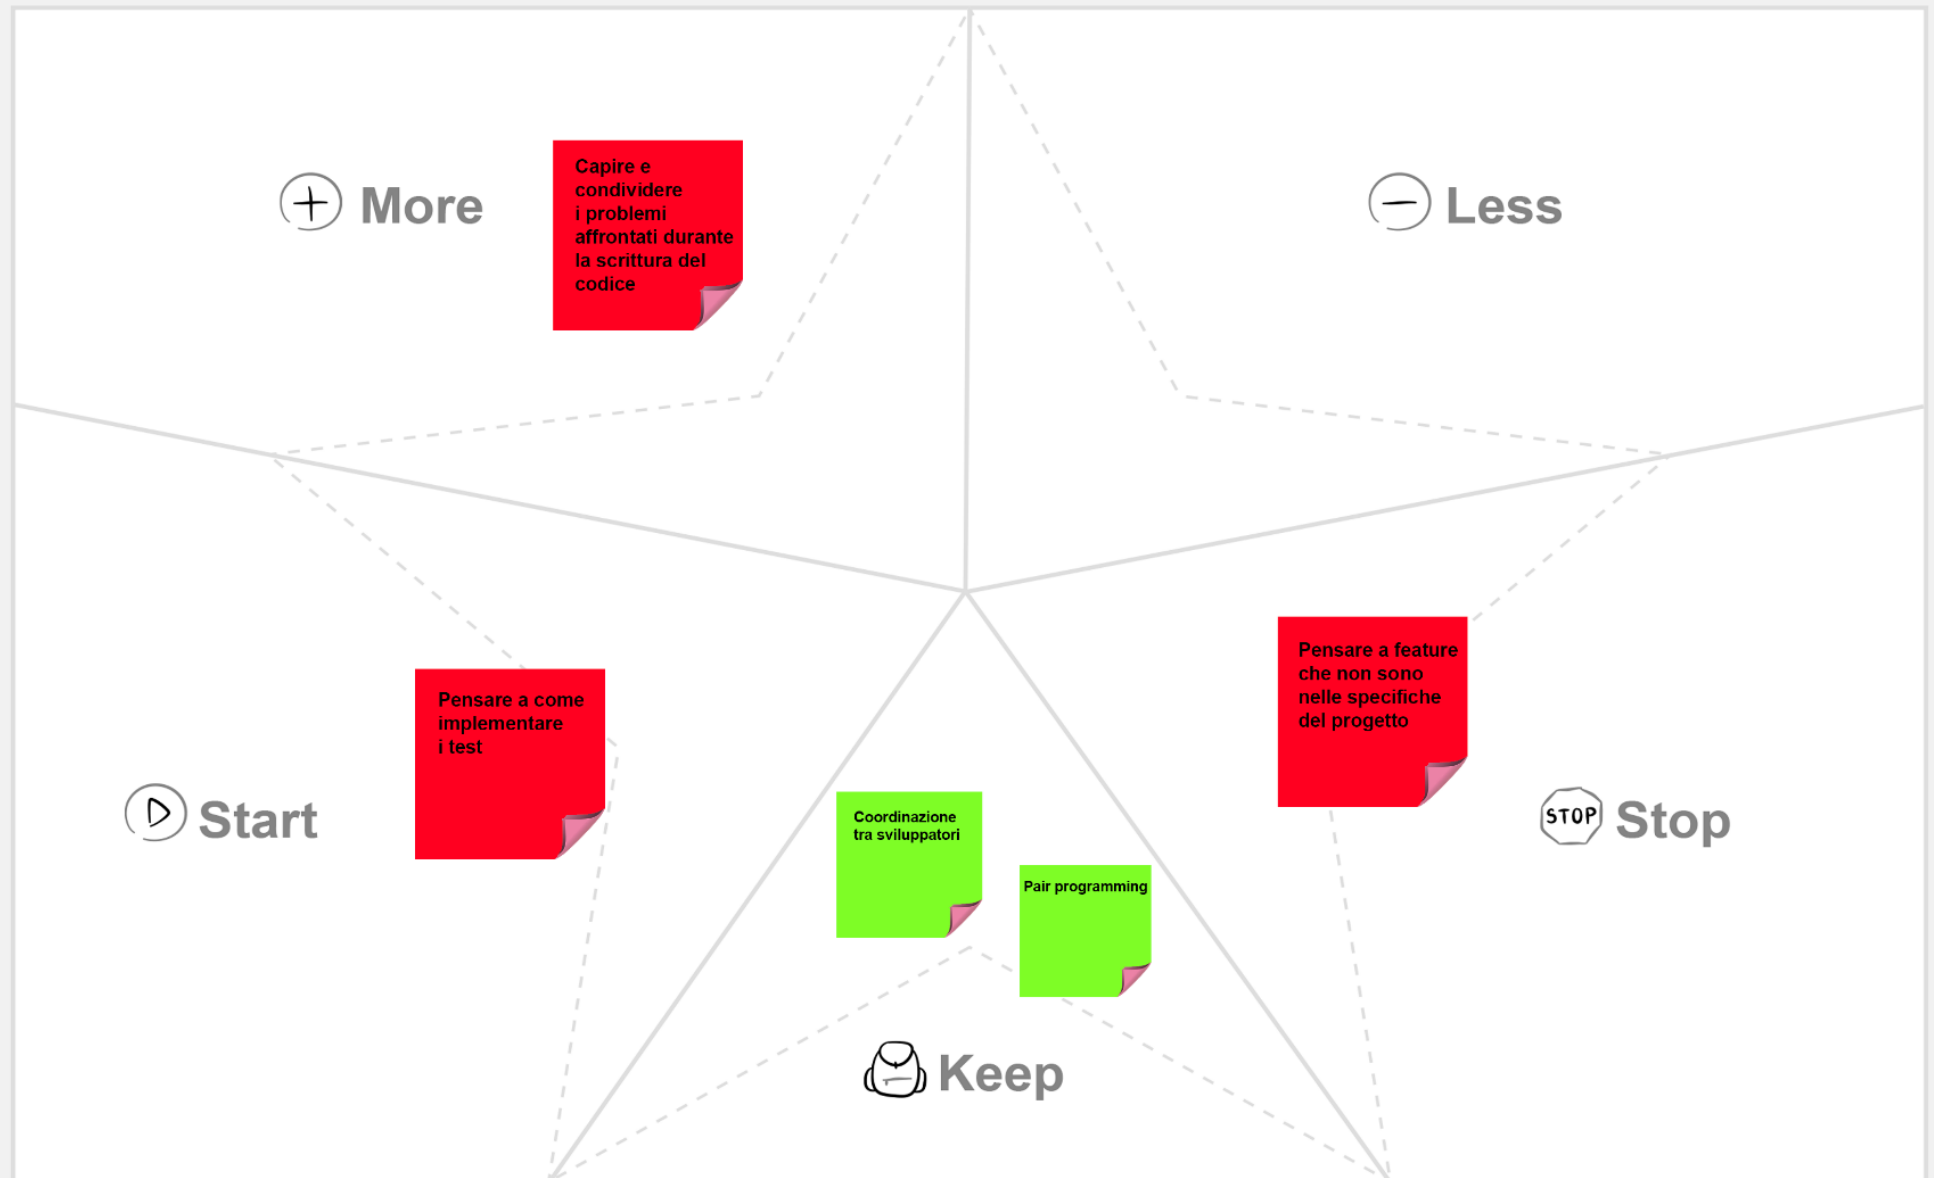 More
Capire e
condividere
i problemi
affrontati durante
la scrittura del
codice
Less
Start
Pensare a come
implementare
i test
Pensare a feature
che non sono
nelle specifiche
del progetto
STOP
Stop
Coordinazione
tra sviluppatori
Pair programming
Keep